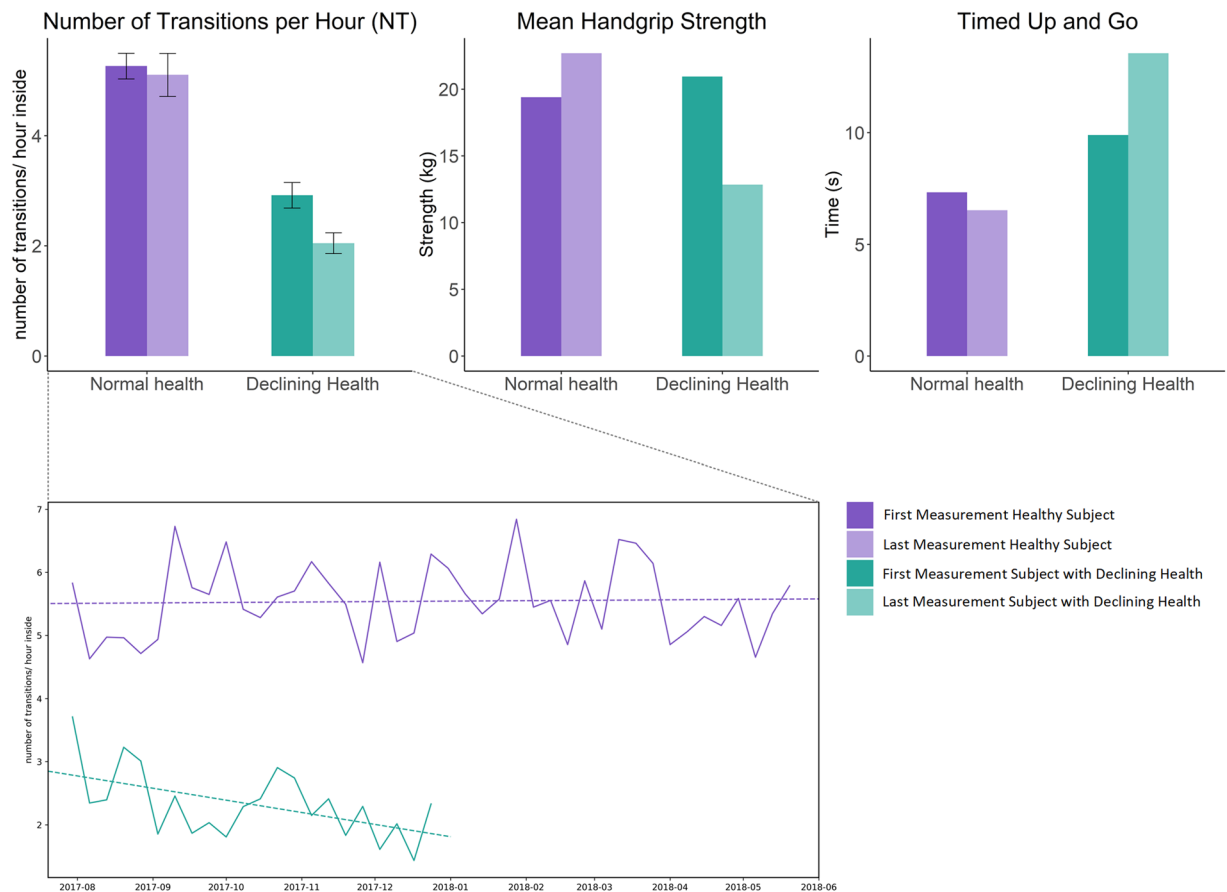 Number of Transitions per Hour (NT)
number of transitions/ hour inside
4
2
0
Normal health
Declining Health
Mean Handgrip Strength
Strength (kg)
20
15
10
5
0
Normal health
Declining Health
Timed Up and Go
Time (s)
10
5
0
Normal health
Declining Health
number of transitions/ hour inside
7
6
5
4
3
2
2017-08
2017-09
2017-10
2017-11
2017-12
2018-01
2018-02
2018-03
2018-04
2018-05
2018-06
First Measurement Healthy Subject
Last Measurement Healthy Subject
First Measurement Subject with Declining Health
Last Measurement Subject with Declining Health